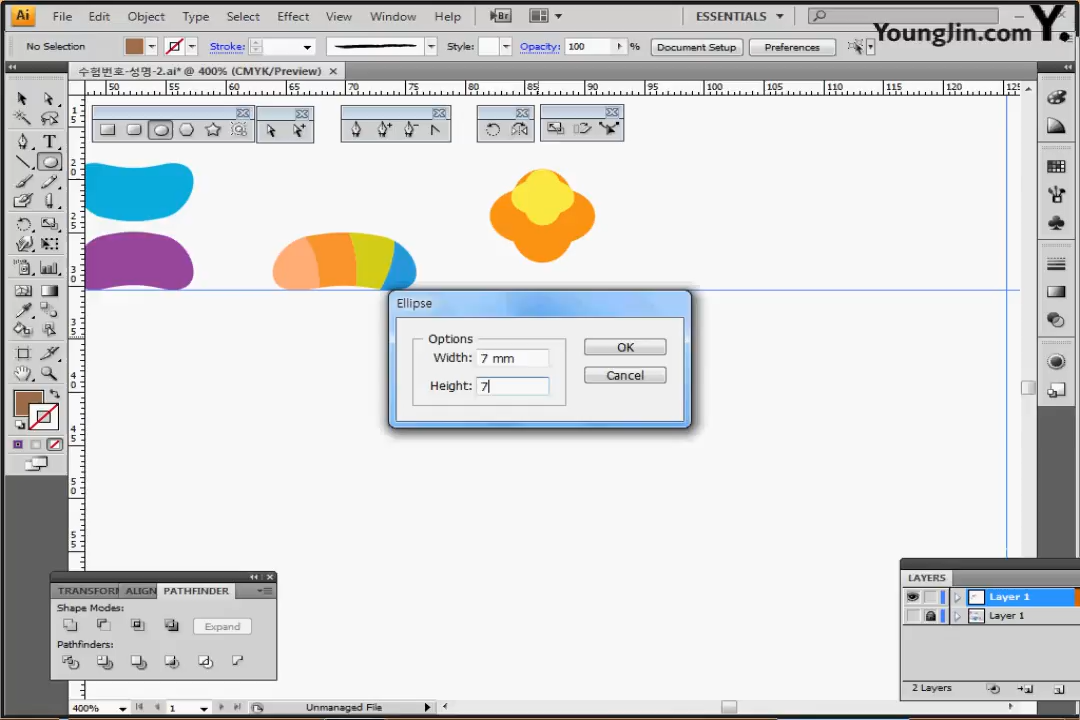 Ai File Edit Object Type Select Effect View Window Help Br ESSENTIALS
YoungJin.com Y.
No Selection Stroke: Style: Opacity: 100 % Document Setup Preferences
수험번호-성명-2.ai* @ 400% (CMYK/Preview)
50 55 60 65 70 75 80 85 90 95 100 105 110 115 120 125
Ellipse
Options
Width: 7 mm
Height: 7
OK
Cancel
TRANSFORM ALIGN PATHFINDER
Shape Modes:
Expand
Pathfinders:
LAYERS
Layer 1
Layer 1
2 Layers
400% 1 Unmanaged File